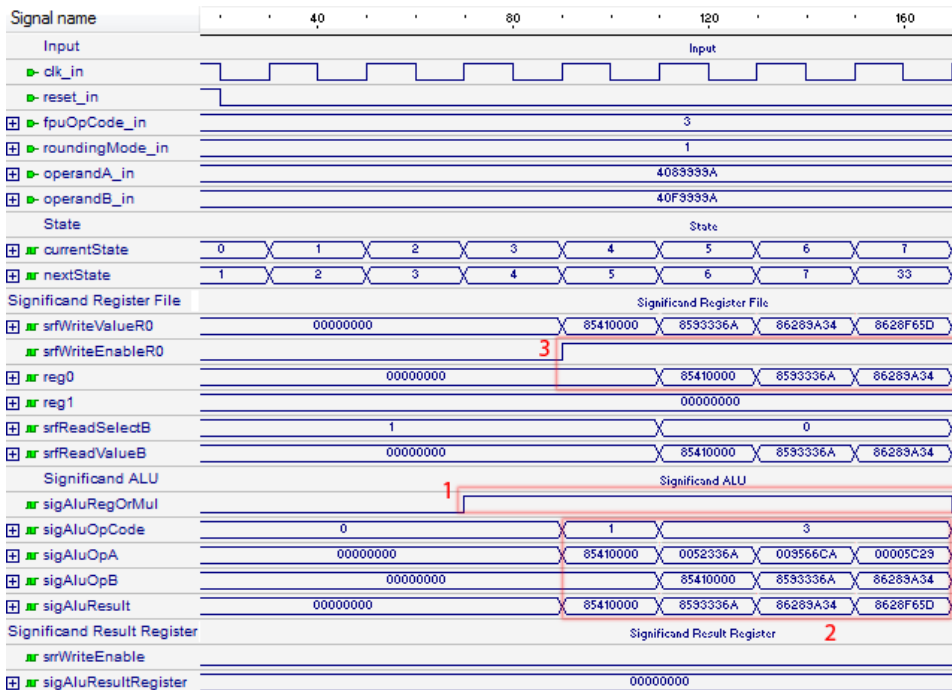 Signal name 40 80 120 160
Input Input
clk_in
reset_in
fpuOpCode_in 3
roundingMode_in 1
operandA_in 4089999A
operandB_in 40F9999A
State State
currentState 0 1 2 3 4 5 6 7
nextState 1 2 3 4 5 6 7 33
Significand Register File Significand Register File
srfWriteValueR0 00000000 85410000 8593336A 86289A34 8628F65D
srfWriteEnableR0 3
reg0 00000000 85410000 8593336A 86289A34
reg1 00000000
srfReadSelectB 1 0
srfReadValueB 00000000 85410000 8593336A 86289A34
Significand ALU Significand ALU
1
sigAluRegOrMul
sigAluOpCode 0 1 3
sigAluOpA 00000000 85410000 0052336A 009566CA 00005C29
sigAluOpB 00000000 85410000 8593336A 86289A34
sigAluResult 00000000 85410000 8593336A 86289A34 8628F65D
Significand Result Register Significand Result Register 2
srrWriteEnable
sigAluResultRegister 00000000